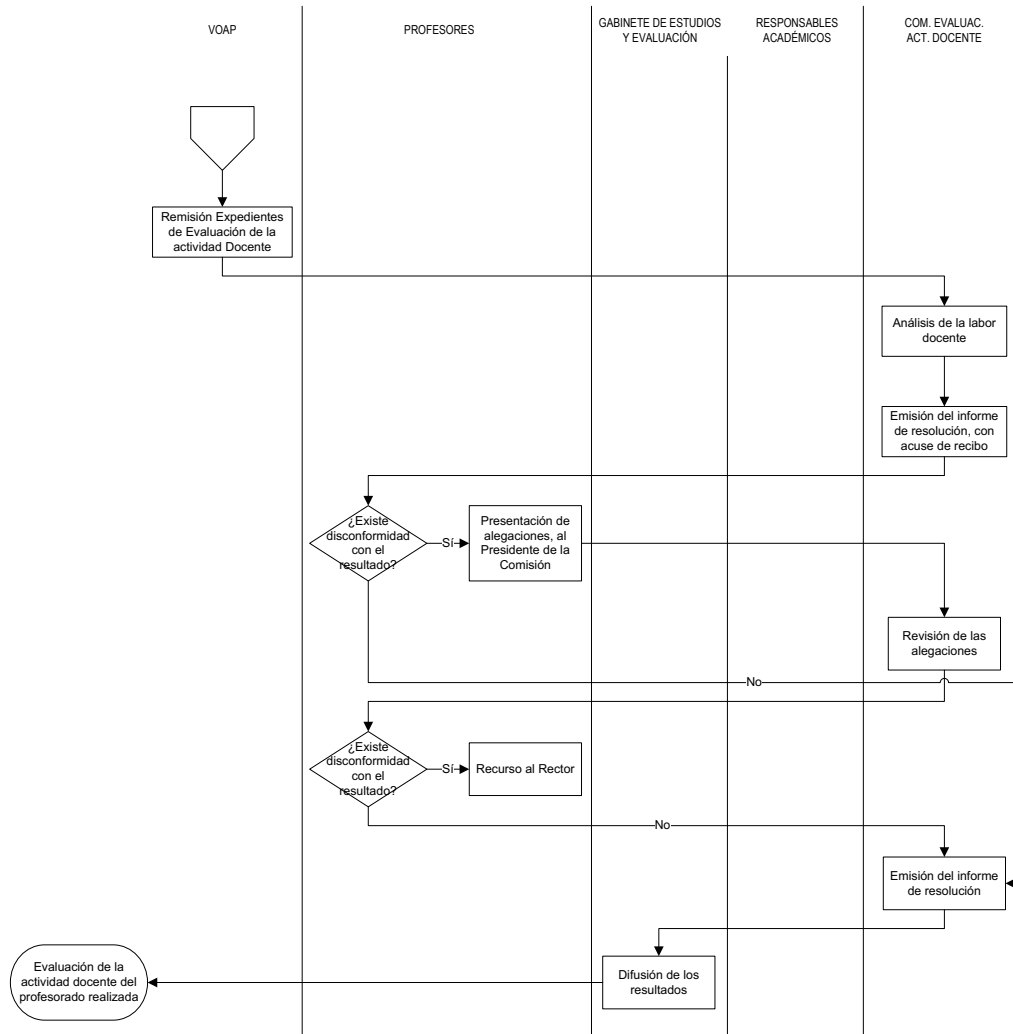 VOAP
PROFESORES
GABINETE DE ESTUDIOS
Y EVALUACIÓN
RESPONSABLES
ACADÉMICOS
COM. EVALUAC.
ACT. DOCENTE
Remisión Expedientes
de Evaluación de la
actividad Docente
Análisis de la labor
docente
Emisión del informe
de resolución, con
acuse de recibo
¿Existe
disconformidad
con el
resultado?
Sí
Presentación de
alegaciones, al
Presidente de la
Comisión
Revisión de las
alegaciones
No
¿Existe
disconformidad
con el
resultado?
Sí
Recurso al Rector
No
Emisión del informe
de resolución
Evaluación de la
actividad docente del
profesorado realizada
Difusión de los
resultados